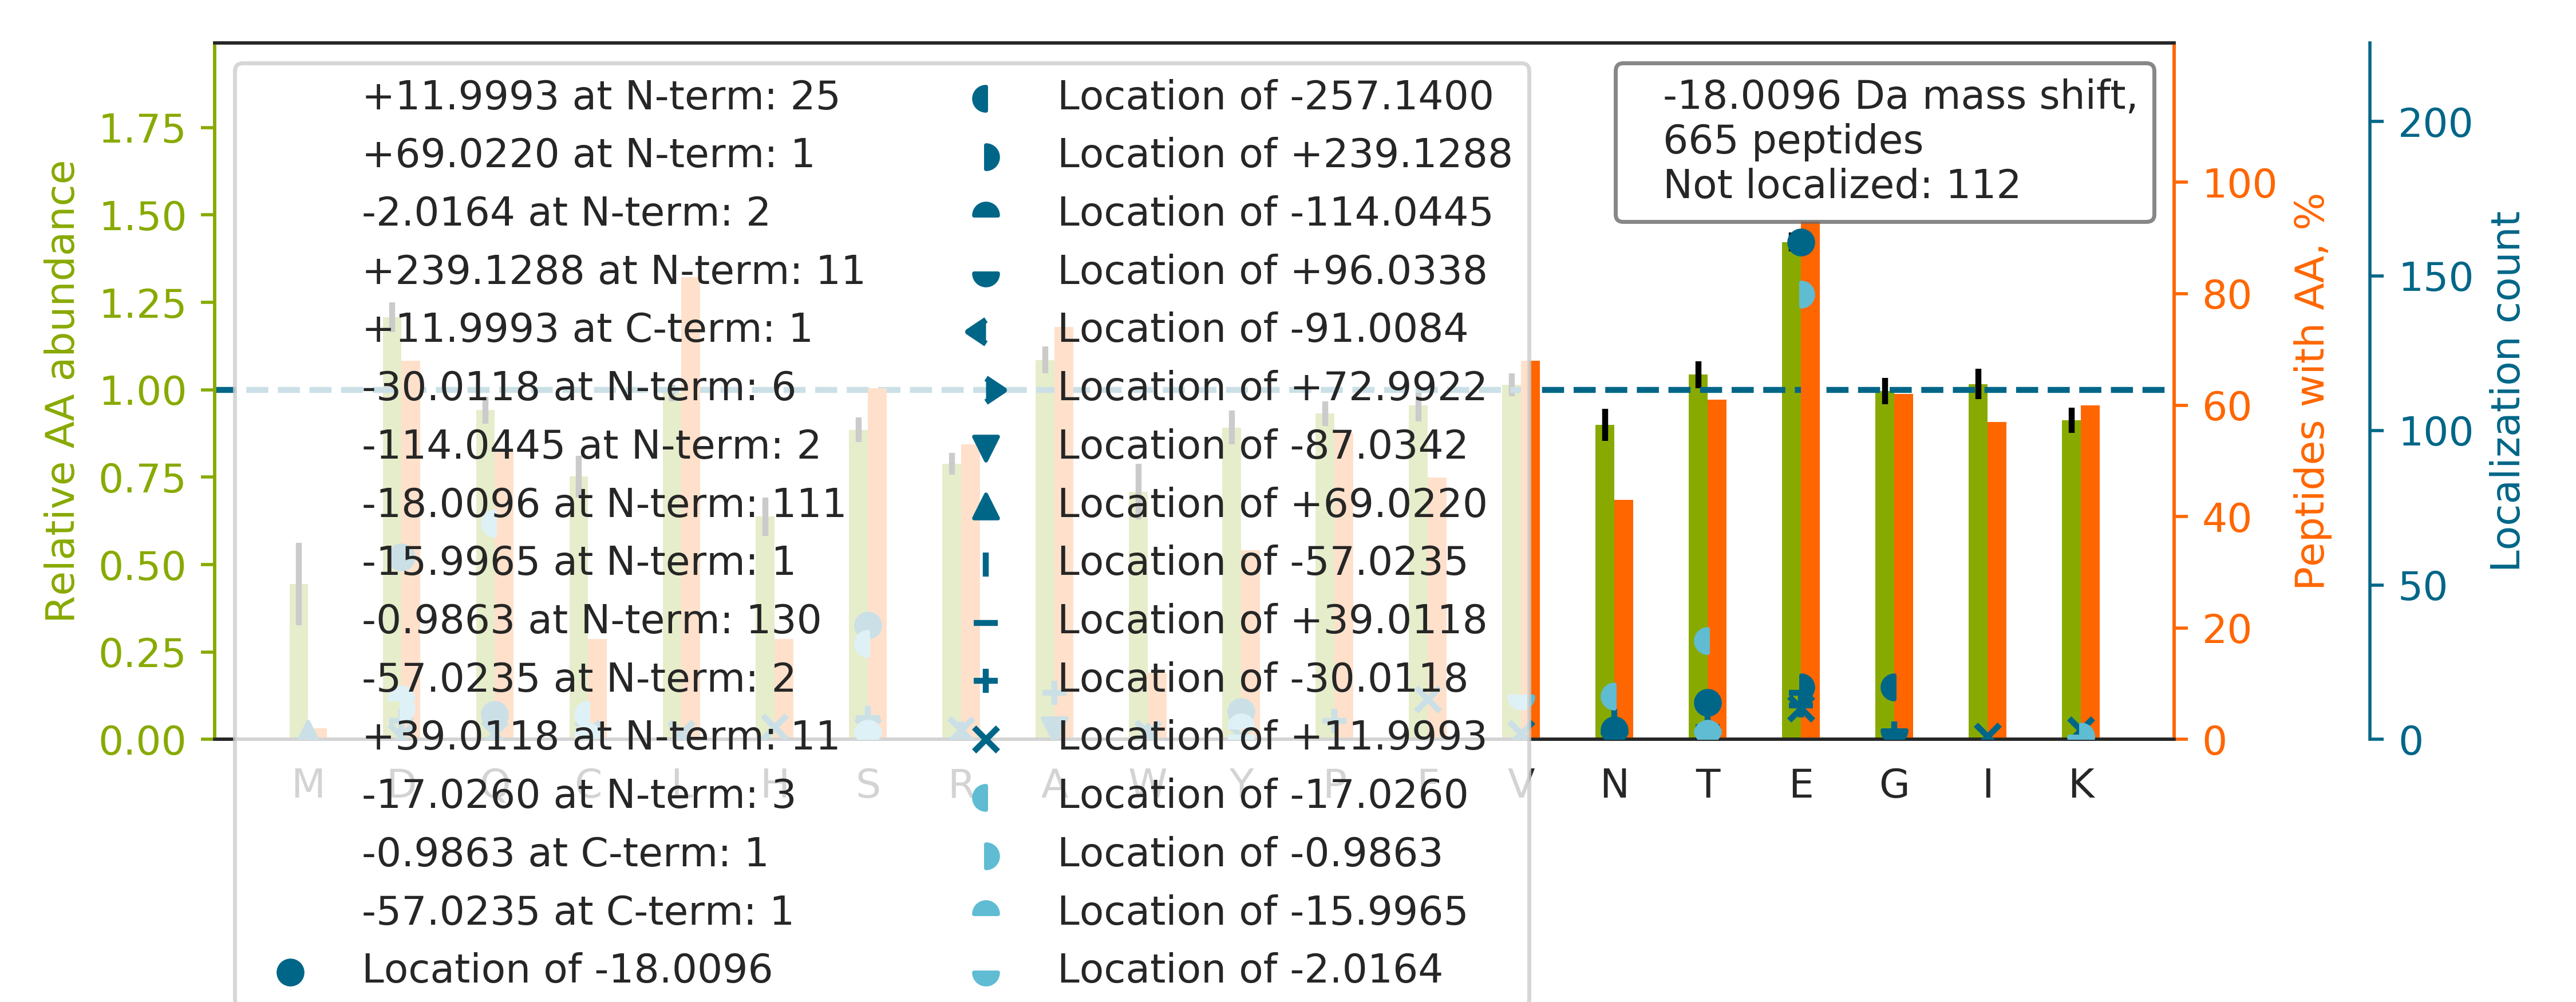 Relative AA abundance
1.75
1.50
1.25
1.00
0.75
0.50
0.25
0.00
+11.9993 at N-term: 25
+69.0220 at N-term: 1
-2.0164 at N-term: 2
+239.1288 at N-term: 11
+11.9993 at C-term: 1
-30.0118 at N-term: 6
-114.0445 at N-term: 2
-18.0096 at N-term: 111
-15.9965 at N-term: 1
-0.9863 at N-term: 130
-57.0235 at N-term: 2
+39.0118 at N-term: 11
-17.0260 at N-term: 3
-0.9863 at C-term: 1
-57.0235 at C-term: 1
Location of -18.0096
Location of -257.1400
Location of +239.1288
Location of -114.0445
Location of +96.0338
Location of -91.0084
Location of +72.9922
Location of -87.0342
Location of +69.0220
Location of -57.0235
Location of +39.0118
Location of -30.0118
Location of +11.9993
Location of -17.0260
Location of -0.9863
Location of -15.9965
Location of -2.0164
-18.0096 Da mass shift,
665 peptides
Not localized: 112
M D Q C L H S R A W Y P F V N T E G I K
100
80
60
40
20
0
Peptides with AA, %
200
150
100
50
0
Localization count